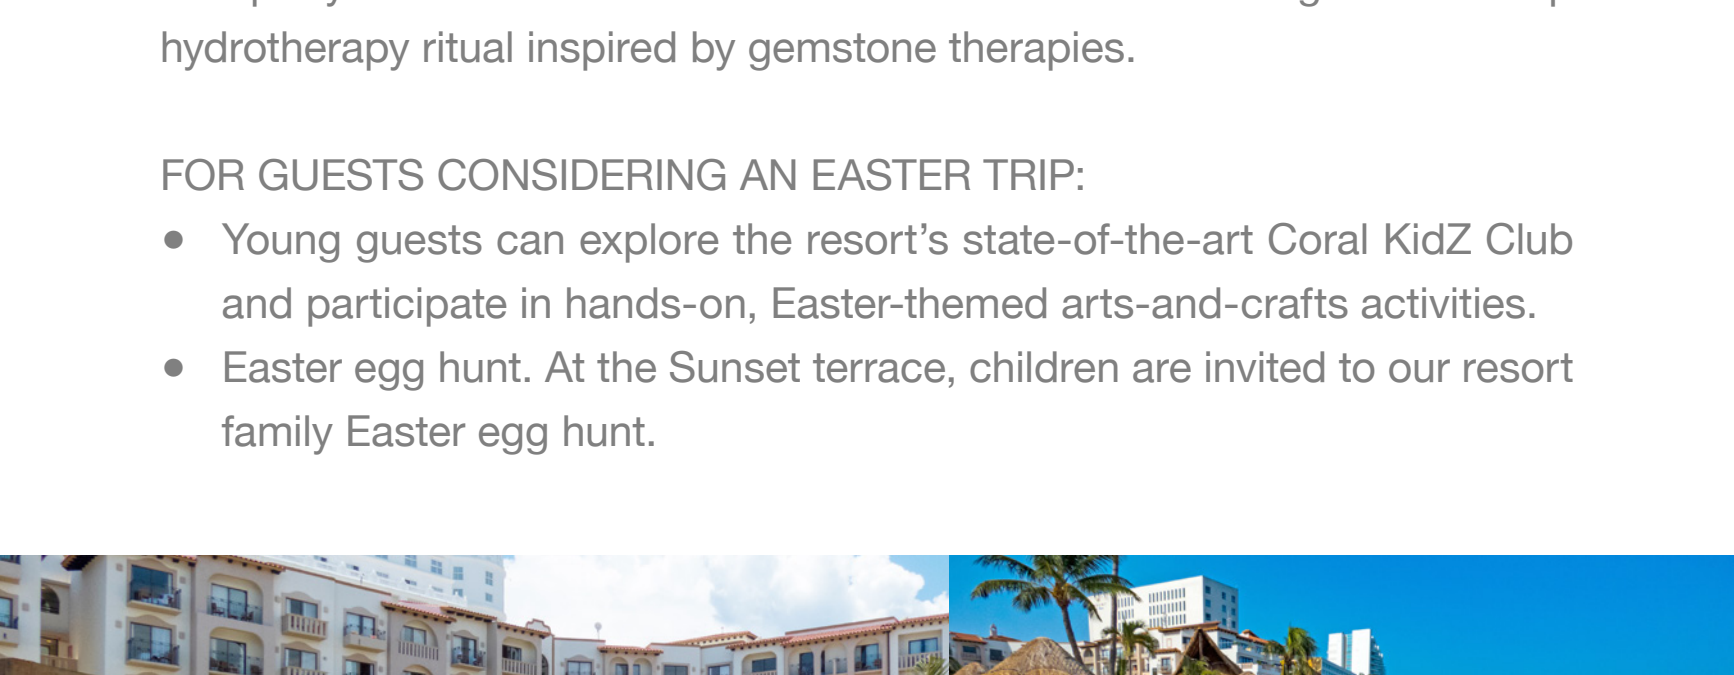 hydrotherapy ritual inspired by gemstone therapies.
FOR GUESTS CONSIDERING AN EASTER TRIP:
● Young guests can explore the resort’s state-of-the-art Coral KidZ Club
and participate in hands-on, Easter-themed arts-and-crafts activities.
● Easter egg hunt. At the Sunset terrace, children are invited to our resort
family Easter egg hunt.